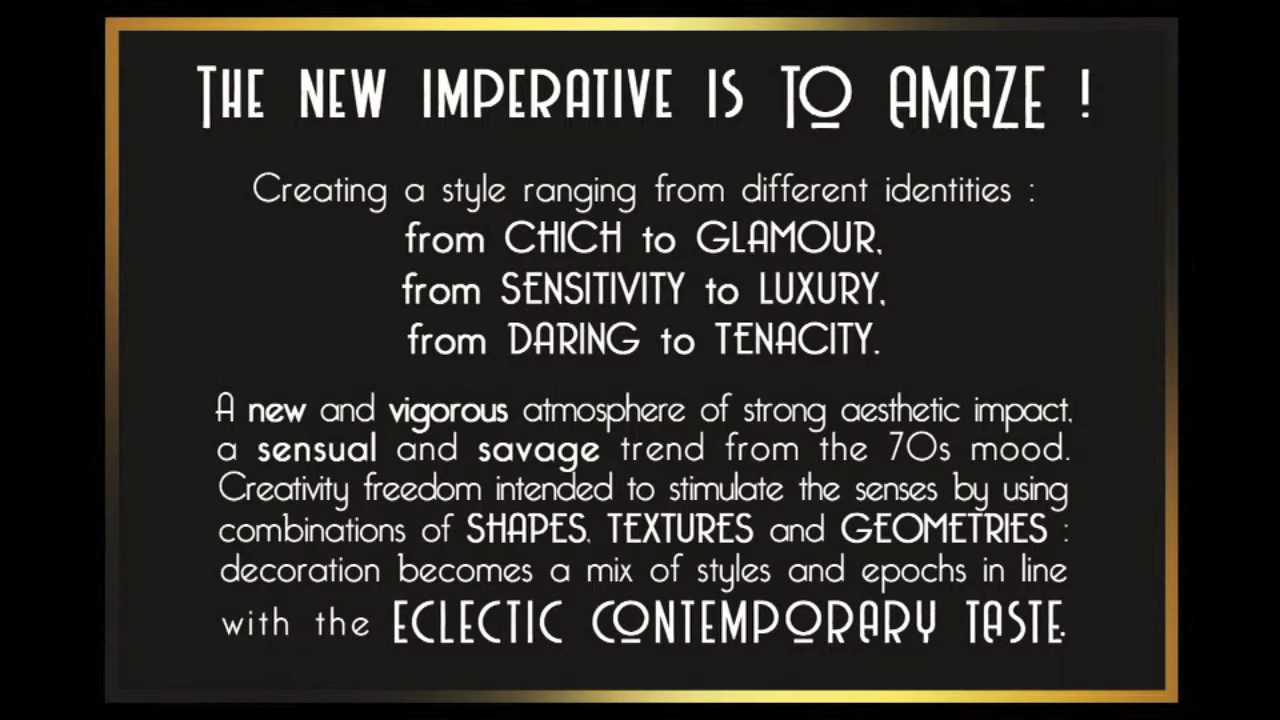 THE NEW IMPERATIVE IS TO AMAZE !
Creating a style ranging from different identities :
from CHICH to GLAMOUR,
from SENSITIVITY to LUXURY,
from DARING to TENACITY.
A new and vigorous atmosphere of strong aesthetic impact,
a sensual and savage trend from the 70s mood.
Creativity freedom intended to stimulate the senses by using
combinations of SHAPES, TEXTURES and GEOMETRIES :
decoration becomes a mix of styles and epochs in line
with the ECLECTIC CONTEMPORARY TASTE.